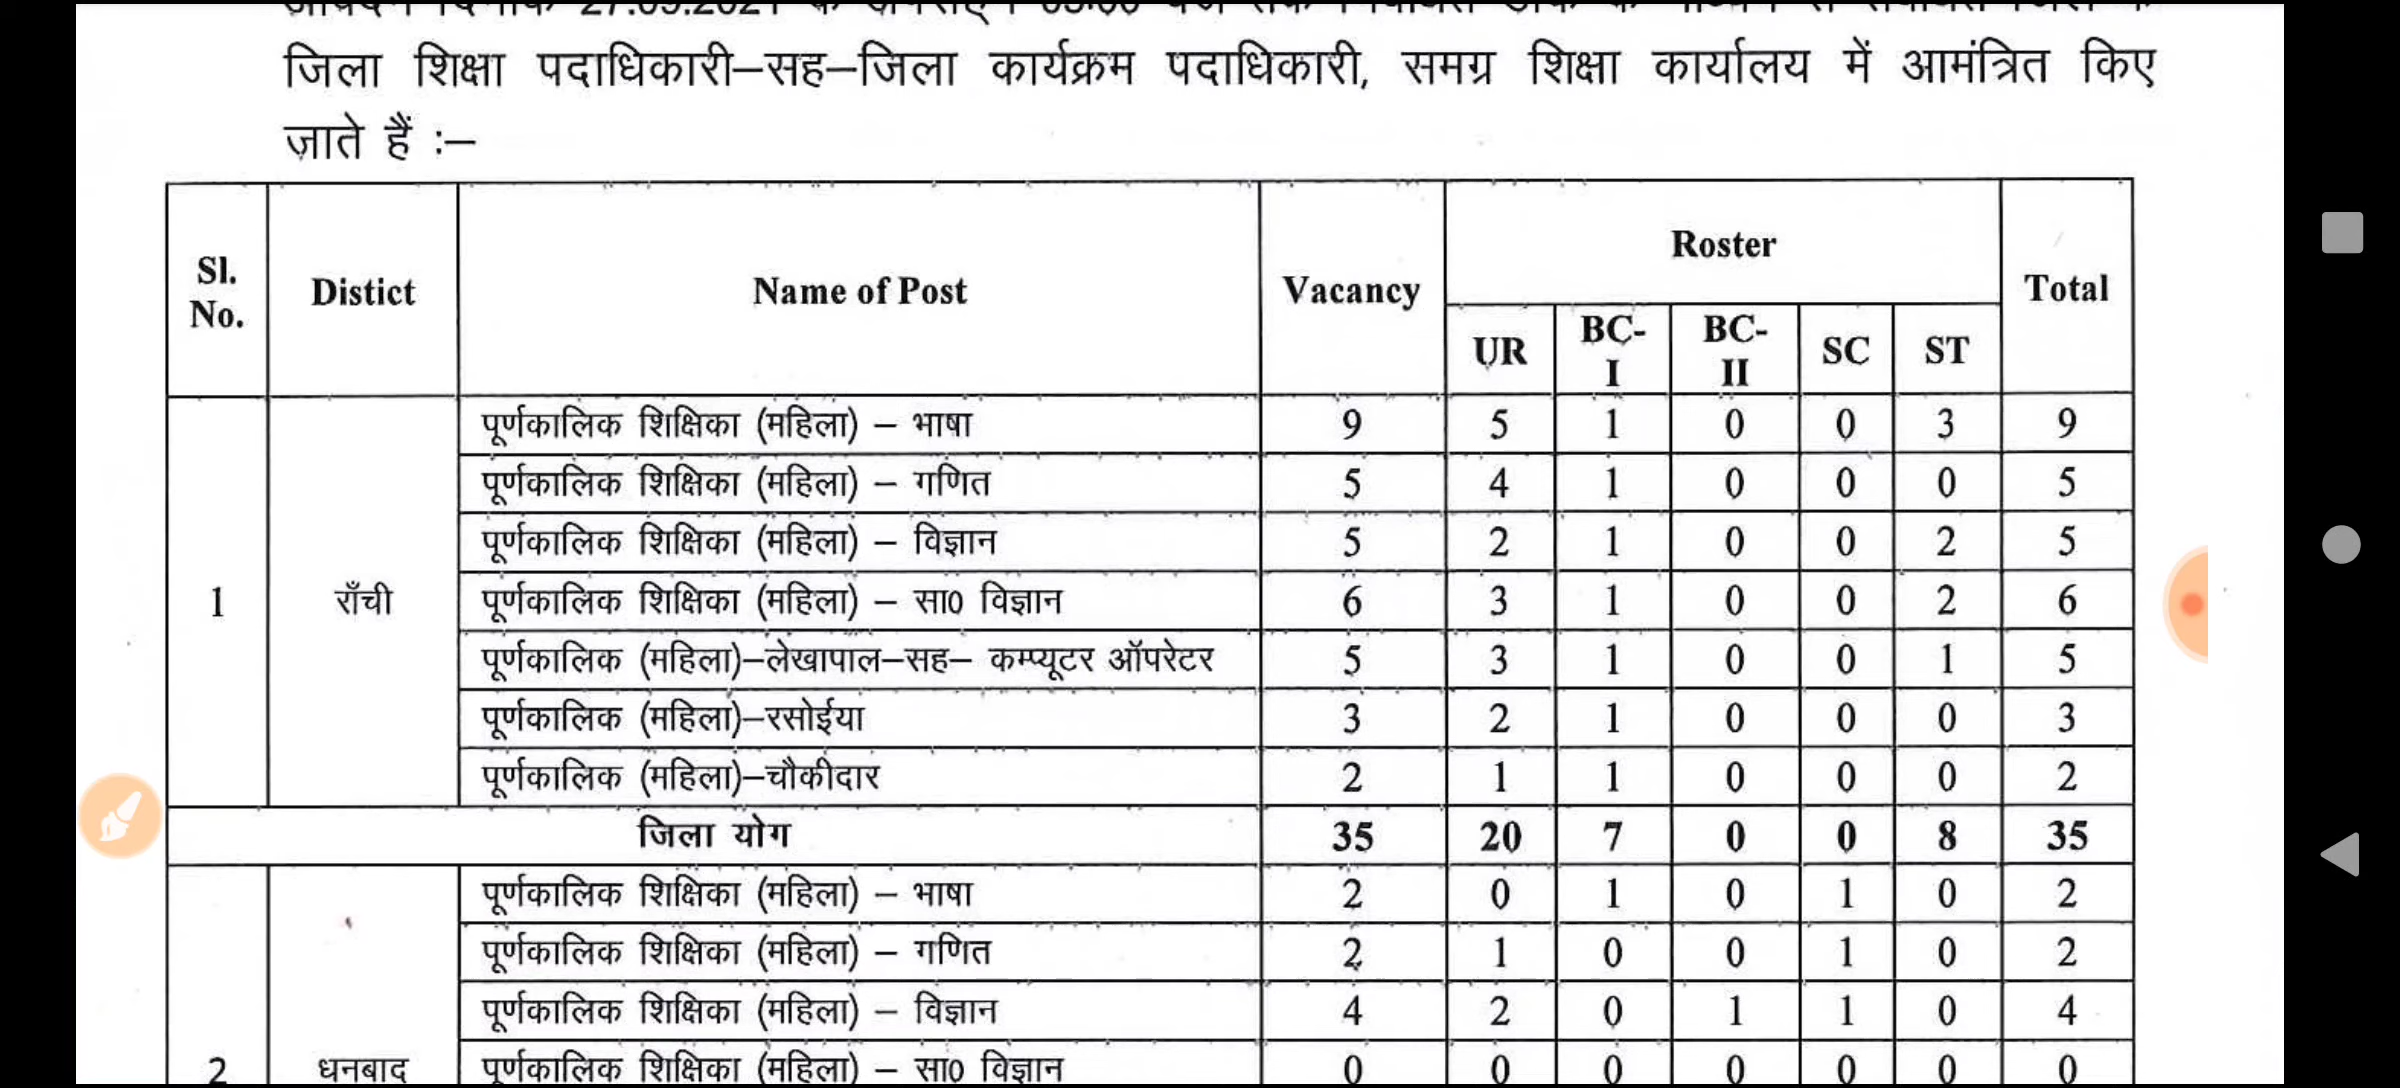 27.09.2021
जिला शिक्षा पदाधिकारी–सह–जिला कार्यक्रम पदाधिकारी, समग्र शिक्षा कार्यालय में आमंत्रित किए
जाते हैं :–
Sl. No. Distict Name of Post Vacancy Roster Total
UR BC-I BC-II SC ST
पूर्णकालिक शिक्षिका (महिला) – भाषा 9 5 1 0 0 3 9
पूर्णकालिक शिक्षिका (महिला) – गणित 5 4 1 0 0 0 5
पूर्णकालिक शिक्षिका (महिला) – विज्ञान 5 2 1 0 0 2 5
1 राँची पूर्णकालिक शिक्षिका (महिला) – सा0 विज्ञान 6 3 1 0 0 2 6
पूर्णकालिक (महिला)–लेखापाल–सह– कम्प्यूटर ऑपरेटर 5 3 1 0 0 1 5
पूर्णकालिक (महिला)–रसोईया 3 2 1 0 0 0 3
पूर्णकालिक (महिला)–चौकीदार 2 1 1 0 0 0 2
जिला योग 35 20 7 0 0 8 35
पूर्णकालिक शिक्षिका (महिला) – भाषा 2 0 1 0 1 0 2
पूर्णकालिक शिक्षिका (महिला) – गणित 2 1 0 0 1 0 2
पूर्णकालिक शिक्षिका (महिला) – विज्ञान 4 2 0 1 1 0 4
2 धनबाद पूर्णकालिक शिक्षिका (महिला) – सा0 विज्ञान 0 0 0 0 0 0 0